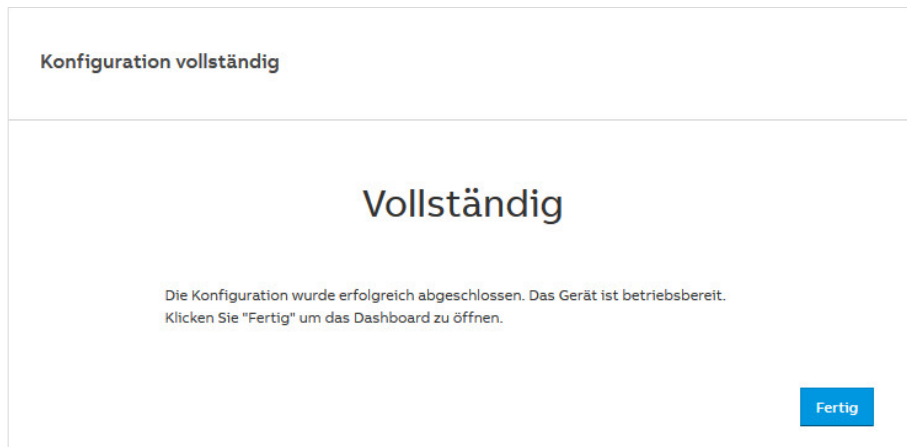 Konfiguration vollständig
Vollständig
Die Konfiguration wurde erfolgreich abgeschlossen. Das Gerät ist betriebsbereit.
Klicken Sie "Fertig" um das Dashboard zu öffnen.
Fertig